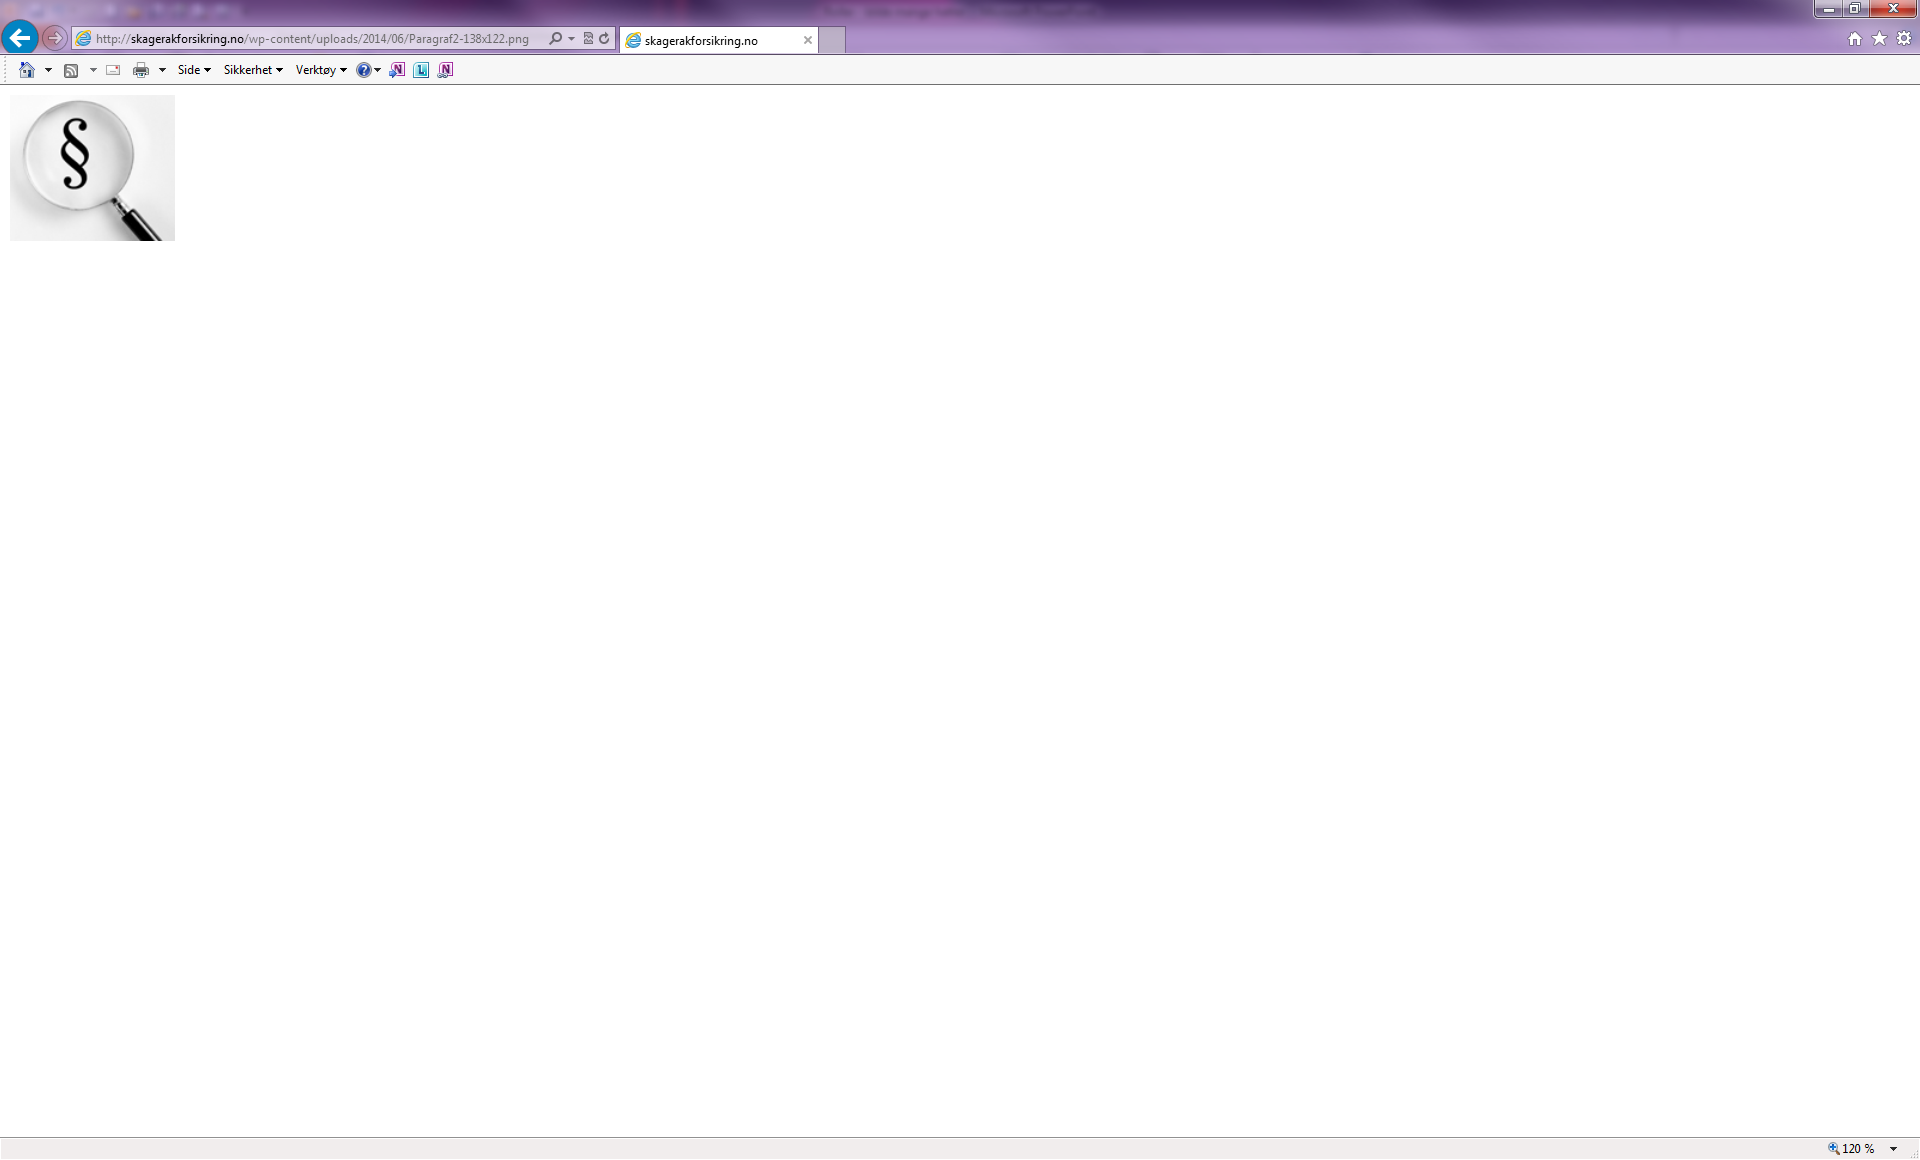 http://skagerakforsikring.no/wp-content/uploads/2014/06/Paragraf2-138x122.png
skagerakforsikring.no
Side
Sikkerhet
Verktøy
§
120 %